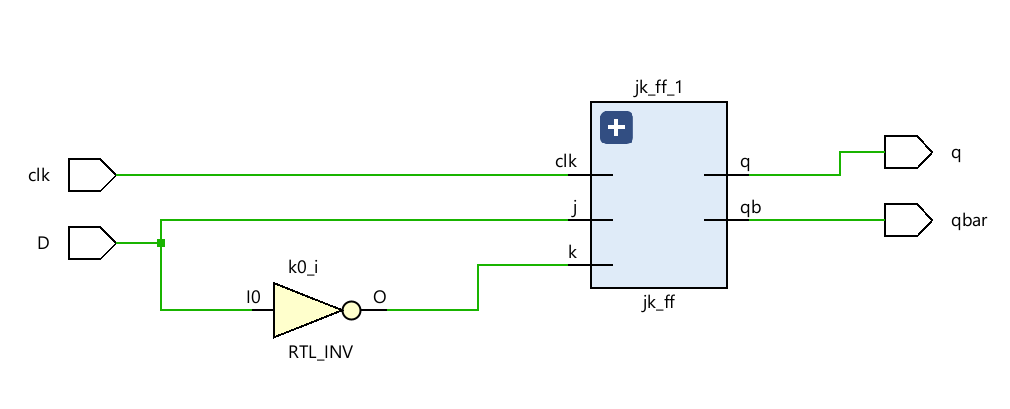 jk_ff_1
clk
clk
q
q
j
qb
qbar
D
k
k0_i
I0
O
jk_ff
RTL_INV